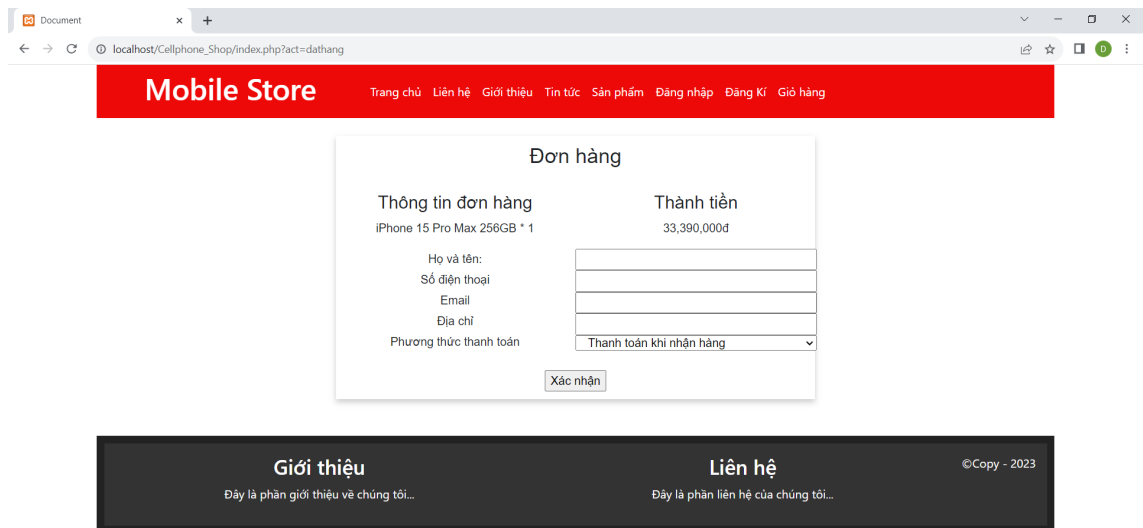 Document
localhost/Cellphone_Shop/index.php?act=dathang
D
Mobile Store
Trang chủ Liên hệ Giới thiệu Tin tức Sản phẩm Đăng nhập Đăng Kí Giỏ hàng
Đơn hàng
Thông tin đơn hàng Thành tiền
iPhone 15 Pro Max 256GB * 1 33,390,000đ
Họ và tên:
Số điện thoại
Email
Địa chỉ
Phương thức thanh toán Thanh toán khi nhận hàng
Xác nhận
Giới thiệu Liên hệ ©Copy - 2023
Đây là phần giới thiệu về chúng tôi... Đây là phần liên hệ của chúng tôi...